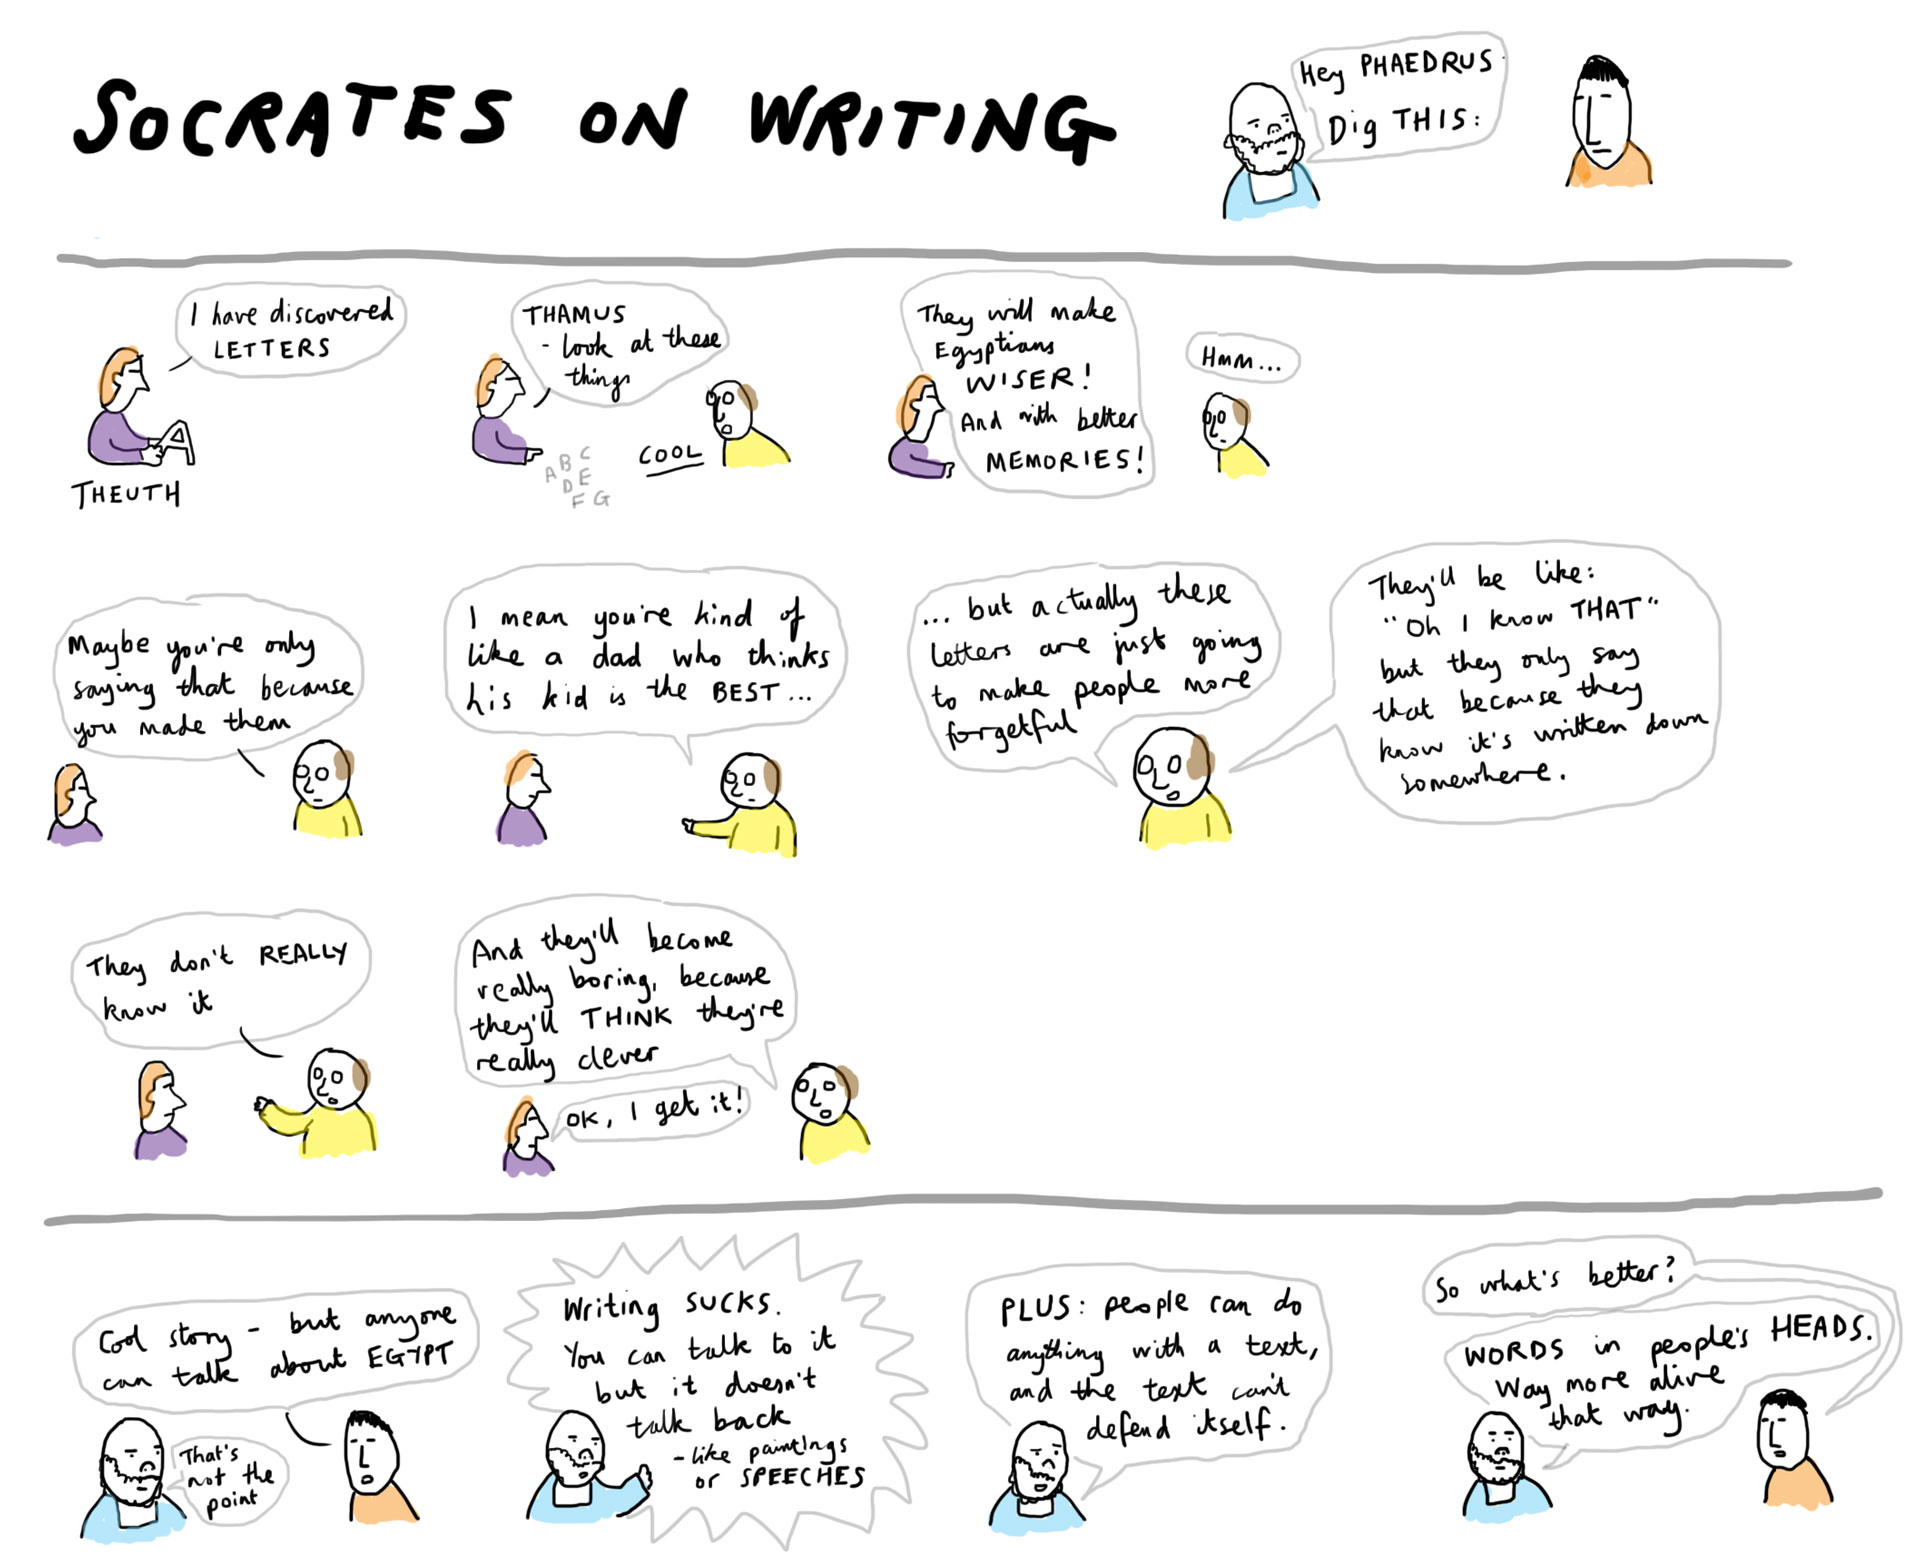 SOCRATES ON WRITING
Hey PHAEDRUS
Dig THIS:
I have discovered
LETTERS
THEUTH
THAMUS
- look at these
things
A B C
D E
F G
COOL
They will make
Egyptians
WISER!
And with better
MEMORIES!
Hmm...
Maybe you're only
saying that because
you made them
I mean you're kind of
like a dad who thinks
his kid is the BEST...
... but actually these
letters are just going
to make people more
forgetful
They'll be like:
"Oh I know THAT"
but they only say
that because they
know it's written down
somewhere.
They don't REALLY
know it
And they'll become
really boring, because
they'll THINK they're
really clever
OK, I get it!
Cool story - but anyone
can talk about EGYPT
That's
not the
point
Writing SUCKS.
You can talk to it
but it doesn't
talk back
- like paintings
or SPEECHES
PLUS: people can do
anything with a text,
and the text can't
defend itself.
So what's better?
WORDS in people's HEADS.
Way more alive
that way.